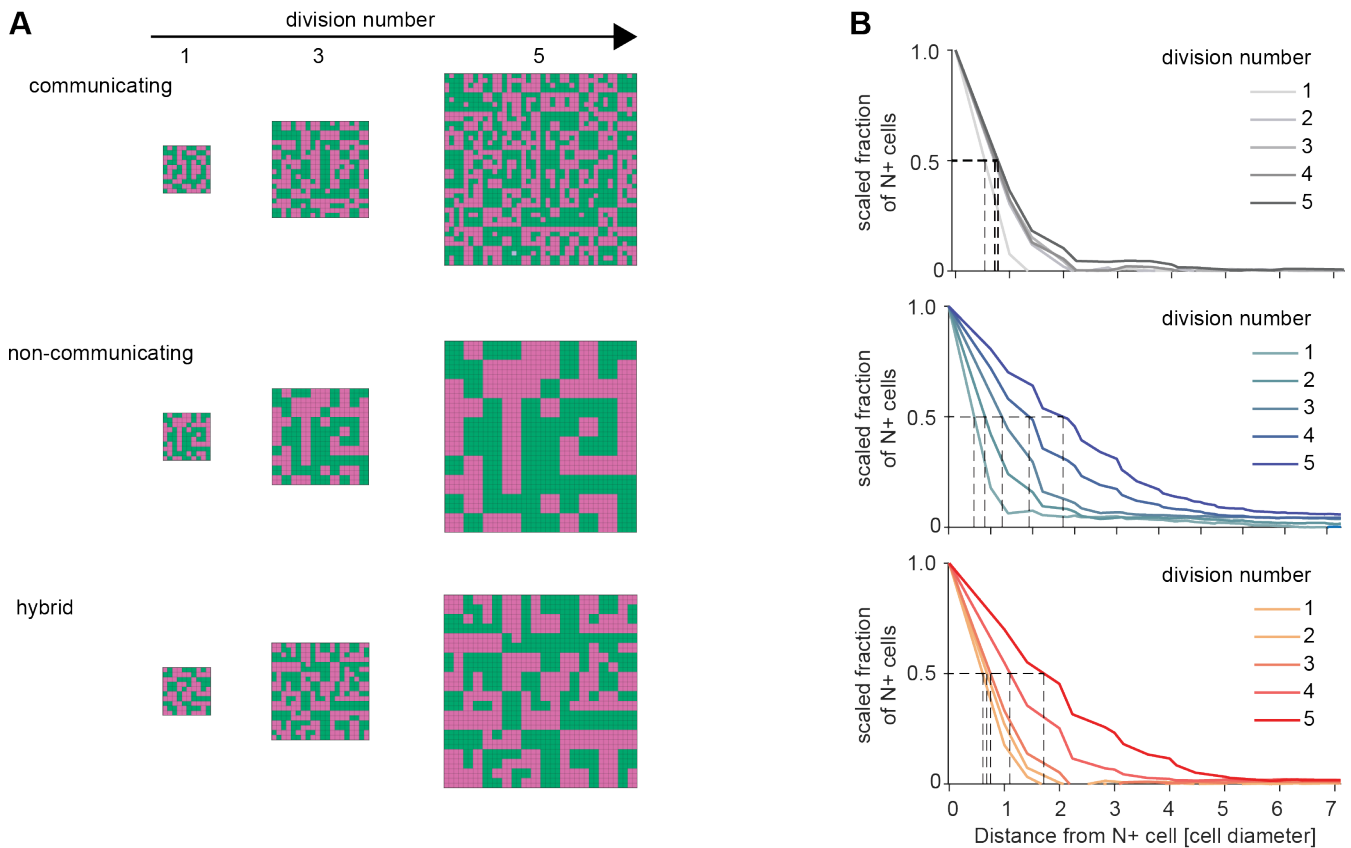 A
division number
1 3 5
communicating
non-communicating
hybrid
B
1.0
0.5
0
scaled fraction
of N+ cells
division number
1
2
3
4
5
1.0
0.5
0
scaled fraction
of N+ cells
division number
1
2
3
4
5
1.0
0.5
0
scaled fraction
of N+ cells
division number
1
2
3
4
5
0 1 2 3 4 5 6 7
Distance from N+ cell [cell diameter]